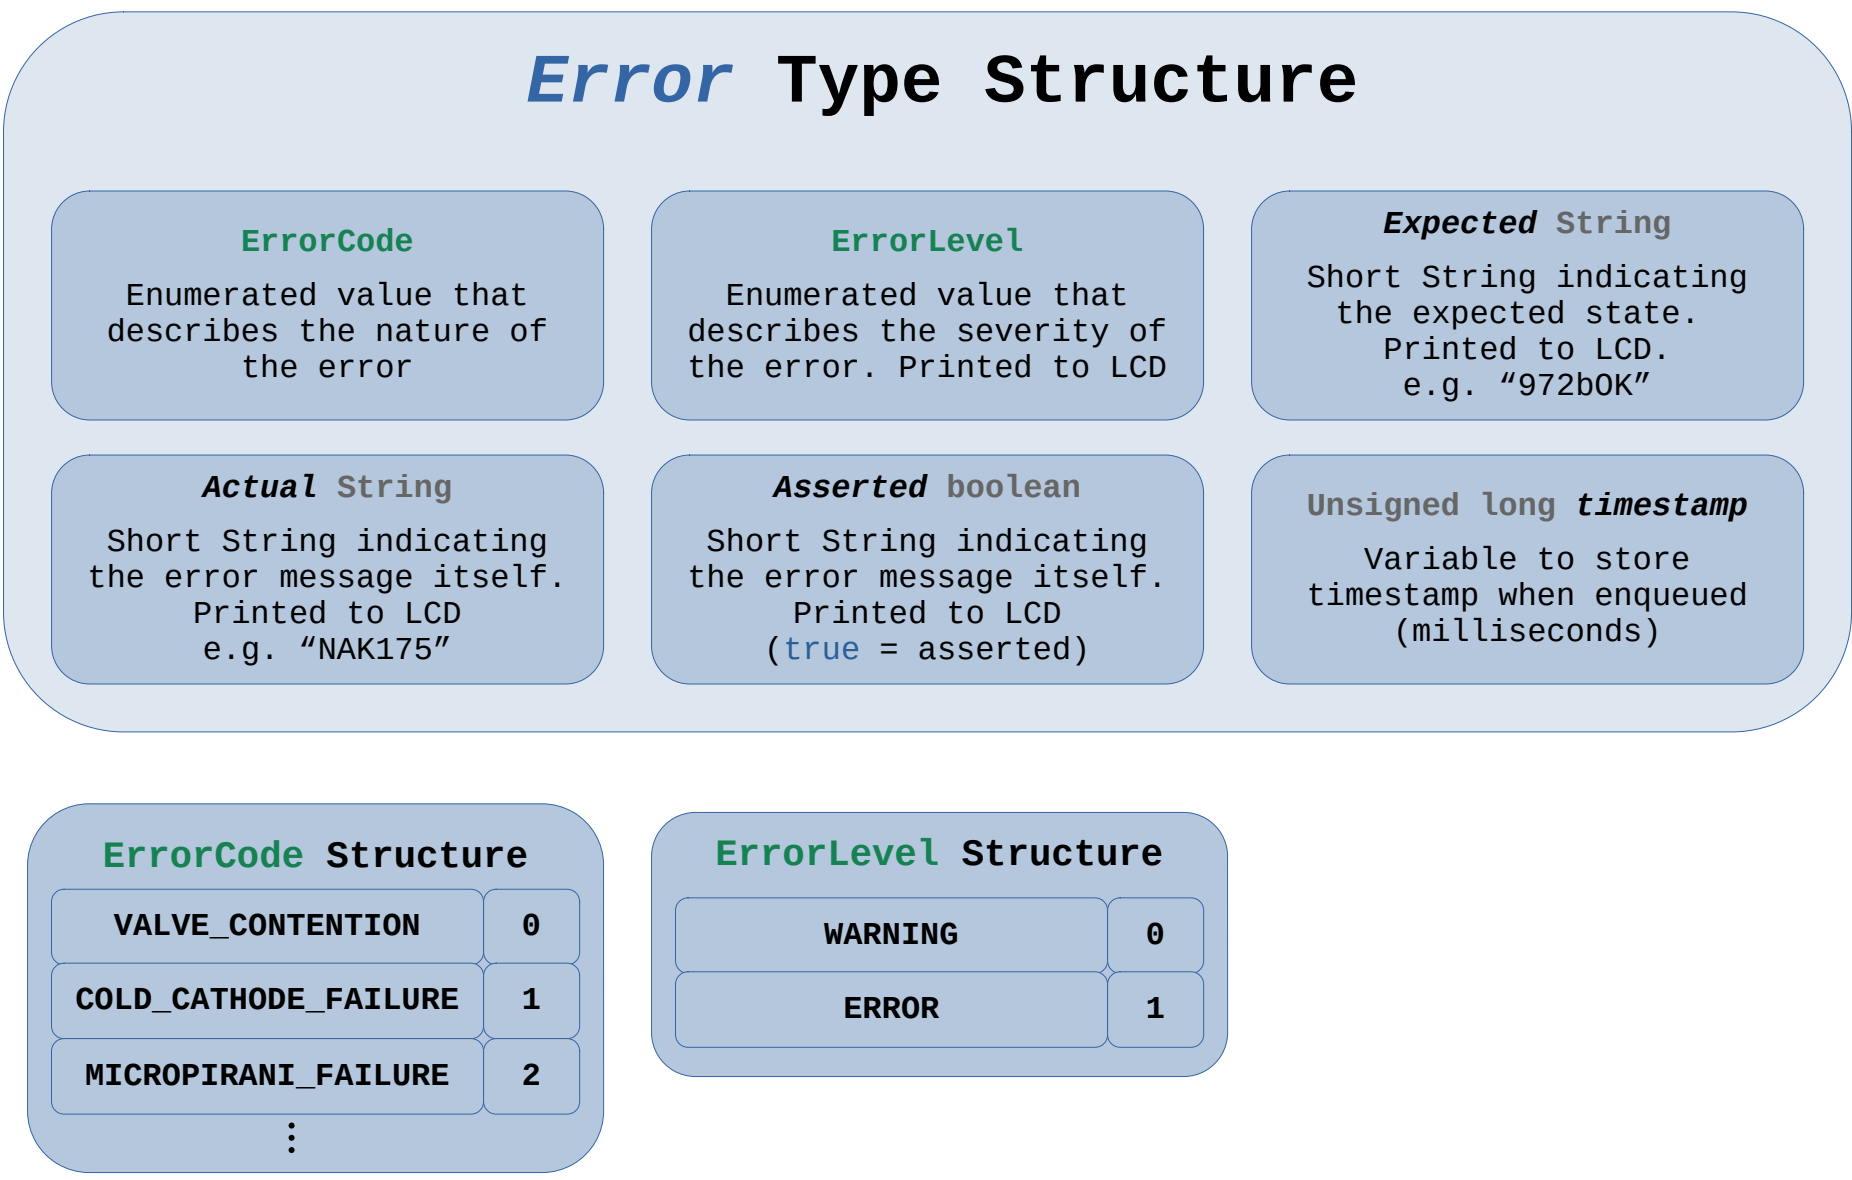 Error Type Structure
ErrorCode
Enumerated value that
describes the nature of
the error
ErrorLevel
Enumerated value that
describes the severity of
the error. Printed to LCD
Expected String
Short String indicating
the expected state.
Printed to LCD.
e.g. “972bOK”
Actual String
Short String indicating
the error message itself.
Printed to LCD
e.g. “NAK175”
Asserted boolean
Short String indicating
the error message itself.
Printed to LCD
(true = asserted)
Unsigned long timestamp
Variable to store
timestamp when enqueued
(milliseconds)
ErrorCode Structure
VALVE_CONTENTION 0
COLD_CATHODE_FAILURE 1
MICROPIRANI_FAILURE 2
⋮
ErrorLevel Structure
WARNING 0
ERROR 1